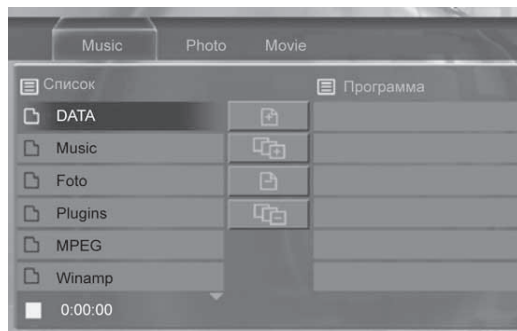 Music Photo Movie
Список Программа
DATA
Music
Foto
Plugins
MPEG
Winamp
0:00:00